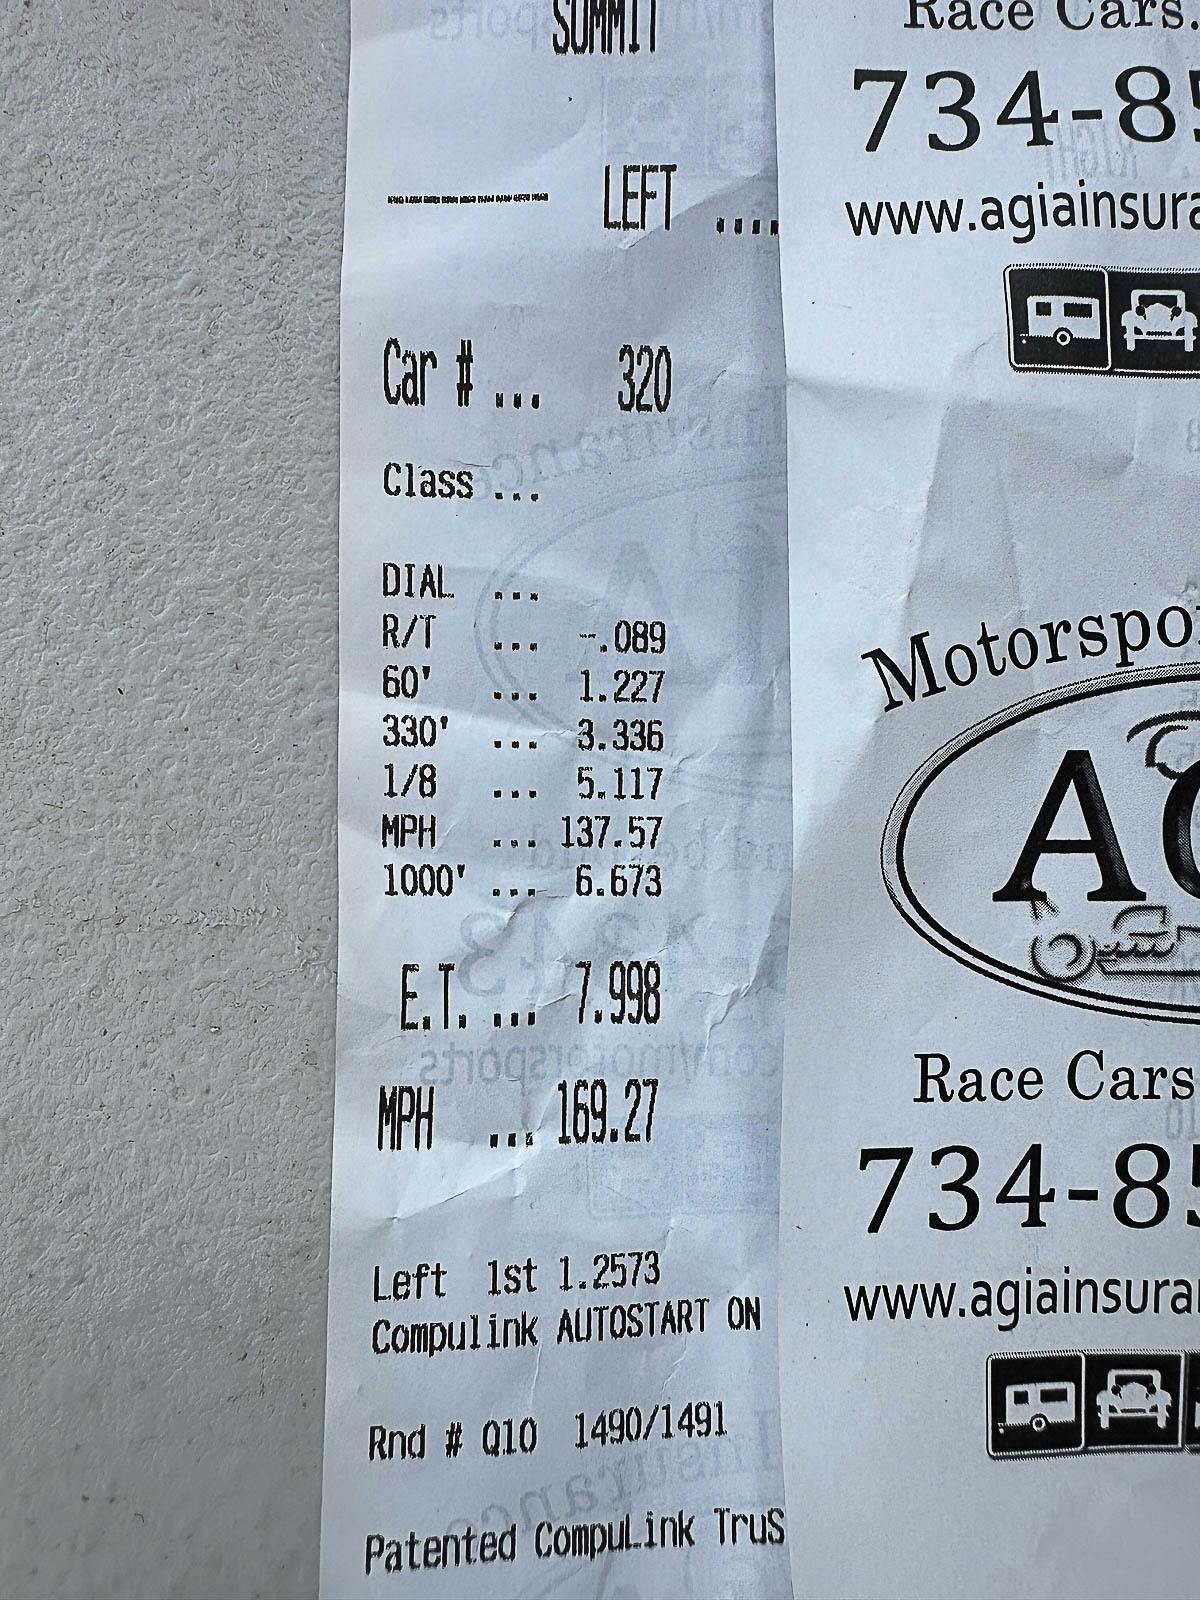 SUMMIT
LEFT ....
Car # ... 320
Class ...
DIAL ...
R/T ... -.089
60' ... 1.227
330' ... 3.336
1/8 ... 5.117
MPH ... 137.57
1000' ... 6.673
E.T. ... 7.998
MPH ... 169.27
Left 1st 1.2573
Compulink AUTOSTART ON
Rnd # Q10 1490/1491
Patented CompuLink TruS
Race Cars.
734-85
www.agiainsura
Motorspo
AG
Race Cars
734-85
www.agiainsura